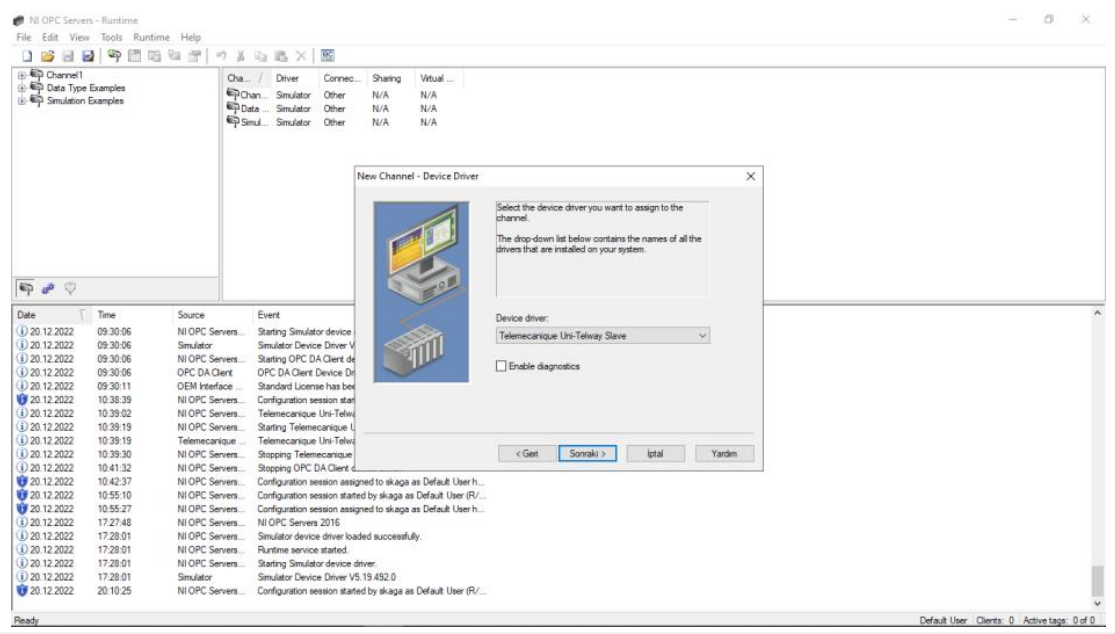 NI OPC Servers - Runtime
File Edit View Tools Runtime Help
Channel1
Data Type Examples
Simulation Examples
Cha... / Driver Connec... Sharing Virtual ...
Chan... Simulator Other N/A N/A
Data ... Simulator Other N/A N/A
Simul... Simulator Other N/A N/A
New Channel - Device Driver
Select the device driver you want to assign to the
channel.
The drop-down list below contains the names of all the
drivers that are installed on your system.
Device driver:
Telemecanique Uni-Telway Slave
Enable diagnostics
< Geri Sonraki > İptal Yardım
Date Time Source Event
20.12.2022 09:30:06 NI OPC Servers... Starting Simulator device
20.12.2022 09:30:06 Simulator Simulator Device Driver V
20.12.2022 09:30:06 NI OPC Servers... Starting OPC DA Client de
20.12.2022 09:30:06 OPC DA Client OPC DA Client Device Dr
20.12.2022 09:30:11 OEM Interface ... Standard License has bee
20.12.2022 10:38:39 NI OPC Servers... Configuration session star
20.12.2022 10:39:02 NI OPC Servers... Telemecanique Uni-Telwa
20.12.2022 10:39:19 NI OPC Servers... Starting Telemecanique U
20.12.2022 10:39:19 Telemecanique ... Telemecanique Uni-Telwa
20.12.2022 10:39:30 NI OPC Servers... Stopping Telemecanique
20.12.2022 10:41:32 NI OPC Servers... Stopping OPC DA Client
20.12.2022 10:42:37 NI OPC Servers... Configuration session assigned to skaga as Default User h...
20.12.2022 10:55:10 NI OPC Servers... Configuration session started by skaga as Default User (R/...
20.12.2022 10:55:27 NI OPC Servers... Configuration session assigned to skaga as Default User h...
20.12.2022 17:27:48 NI OPC Servers... NI OPC Servers 2016
20.12.2022 17:28:01 NI OPC Servers... Simulator device driver loaded successfully.
20.12.2022 17:28:01 NI OPC Servers... Runtime service started.
20.12.2022 17:28:01 NI OPC Servers... Starting Simulator device driver.
20.12.2022 17:28:01 Simulator Simulator Device Driver V5.19.492.0
20.12.2022 20:10:25 NI OPC Servers... Configuration session started by skaga as Default User (R/...
Ready Default User Clients: 0 Active tags: 0 of 0